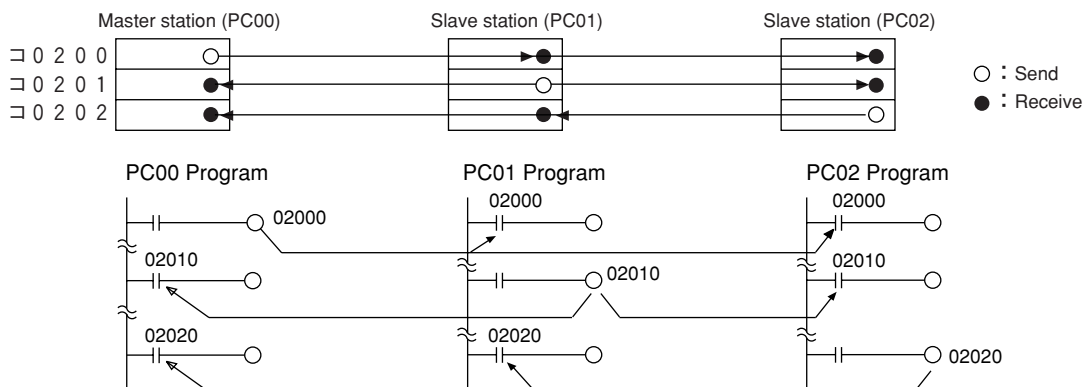 Master station (PC00) Slave station (PC01) Slave station (PC02)
コ0 2 0 0
コ0 2 0 1
コ0 2 0 2
○ : Send
● : Receive
PC00 Program PC01 Program PC02 Program
02000 02000 02000
02010 02010 02010
02020 02020 02020